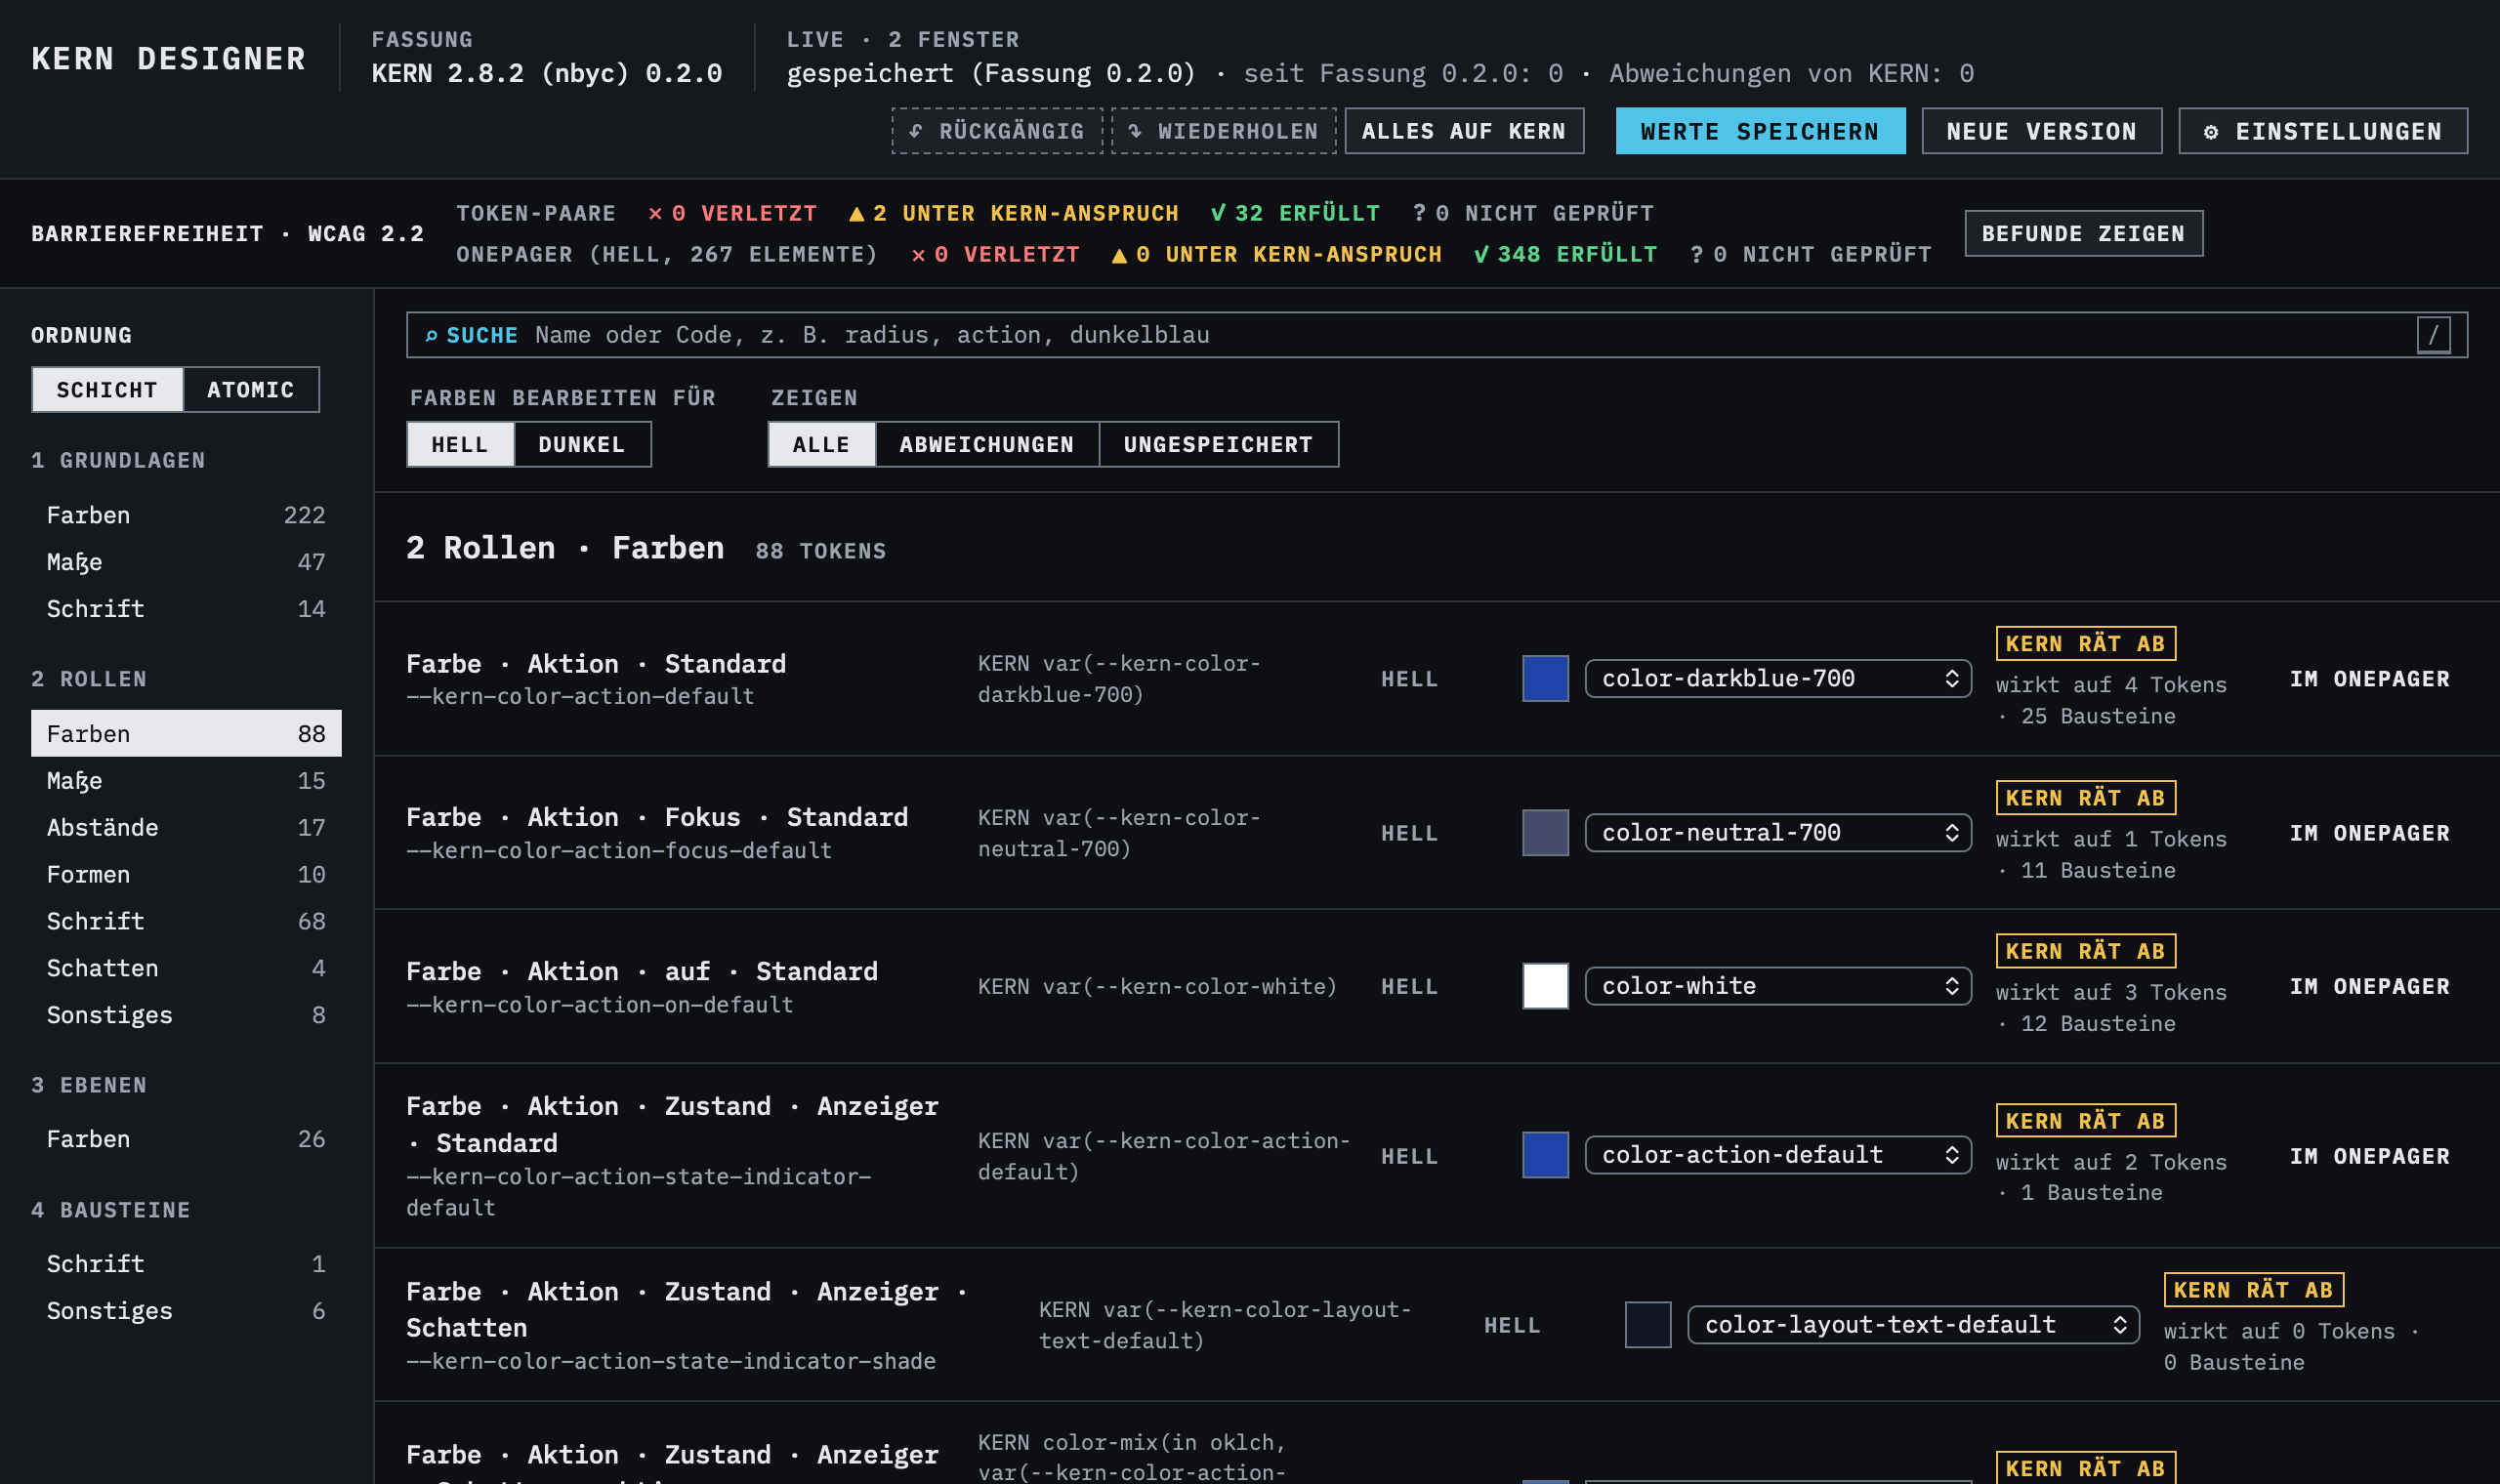 KERN DESIGNER
FASSUNG
KERN 2.8.2 (nbyc) 0.2.0
LIVE · 2 FENSTER
gespeichert (Fassung 0.2.0) · seit Fassung 0.2.0: 0 · Abweichungen von KERN: 0
↶ RÜCKGÄNGIG
↷ WIEDERHOLEN
ALLES AUF KERN
WERTE SPEICHERN
NEUE VERSION
⚙ EINSTELLUNGEN
BARRIEREFREIHEIT · WCAG 2.2
TOKEN-PAARE × 0 VERLETZT ▲ 2 UNTER KERN-ANSPRUCH √ 32 ERFÜLLT ? 0 NICHT GEPRÜFT
ONEPAGER (HELL, 267 ELEMENTE) × 0 VERLETZT ▲ 0 UNTER KERN-ANSPRUCH √ 348 ERFÜLLT ? 0 NICHT GEPRÜFT
BEFUNDE ZEIGEN
ORDNUNG
SCHICHT ATOMIC
1 GRUNDLAGEN
Farben 222
Maße 47
Schrift 14
2 ROLLEN
Farben 88
Maße 15
Abstände 17
Formen 10
Schrift 68
Schatten 4
Sonstiges 8
3 EBENEN
Farben 26
4 BAUSTEINE
Schrift 1
Sonstiges 6
⌕ SUCHE Name oder Code, z. B. radius, action, dunkelblau /
FARBEN BEARBEITEN FÜR
HELL DUNKEL
ZEIGEN
ALLE ABWEICHUNGEN UNGESPEICHERT
2 Rollen · Farben 88 TOKENS
Farbe · Aktion · Standard
--kern-color-action-default
KERN var(--kern-color-
darkblue-700)
HELL
color-darkblue-700
KERN RÄT AB
wirkt auf 4 Tokens
· 25 Bausteine
IM ONEPAGER
Farbe · Aktion · Fokus · Standard
--kern-color-action-focus-default
KERN var(--kern-color-
neutral-700)
HELL
color-neutral-700
KERN RÄT AB
wirkt auf 1 Tokens
· 11 Bausteine
IM ONEPAGER
Farbe · Aktion · auf · Standard
--kern-color-action-on-default
KERN var(--kern-color-white)
HELL
color-white
KERN RÄT AB
wirkt auf 3 Tokens
· 12 Bausteine
IM ONEPAGER
Farbe · Aktion · Zustand · Anzeiger
· Standard
--kern-color-action-state-indicator-
default
KERN var(--kern-color-action-
default)
HELL
color-action-default
KERN RÄT AB
wirkt auf 2 Tokens
· 1 Bausteine
IM ONEPAGER
Farbe · Aktion · Zustand · Anzeiger ·
Schatten
--kern-color-action-state-indicator-shade
KERN var(--kern-color-layout-
text-default)
HELL
color-layout-text-default
KERN RÄT AB
wirkt auf 0 Tokens ·
0 Bausteine
Farbe · Aktion · Zustand · Anzeiger
KERN color-mix(in oklch,
var(--kern-color-action-
KERN RÄT AB